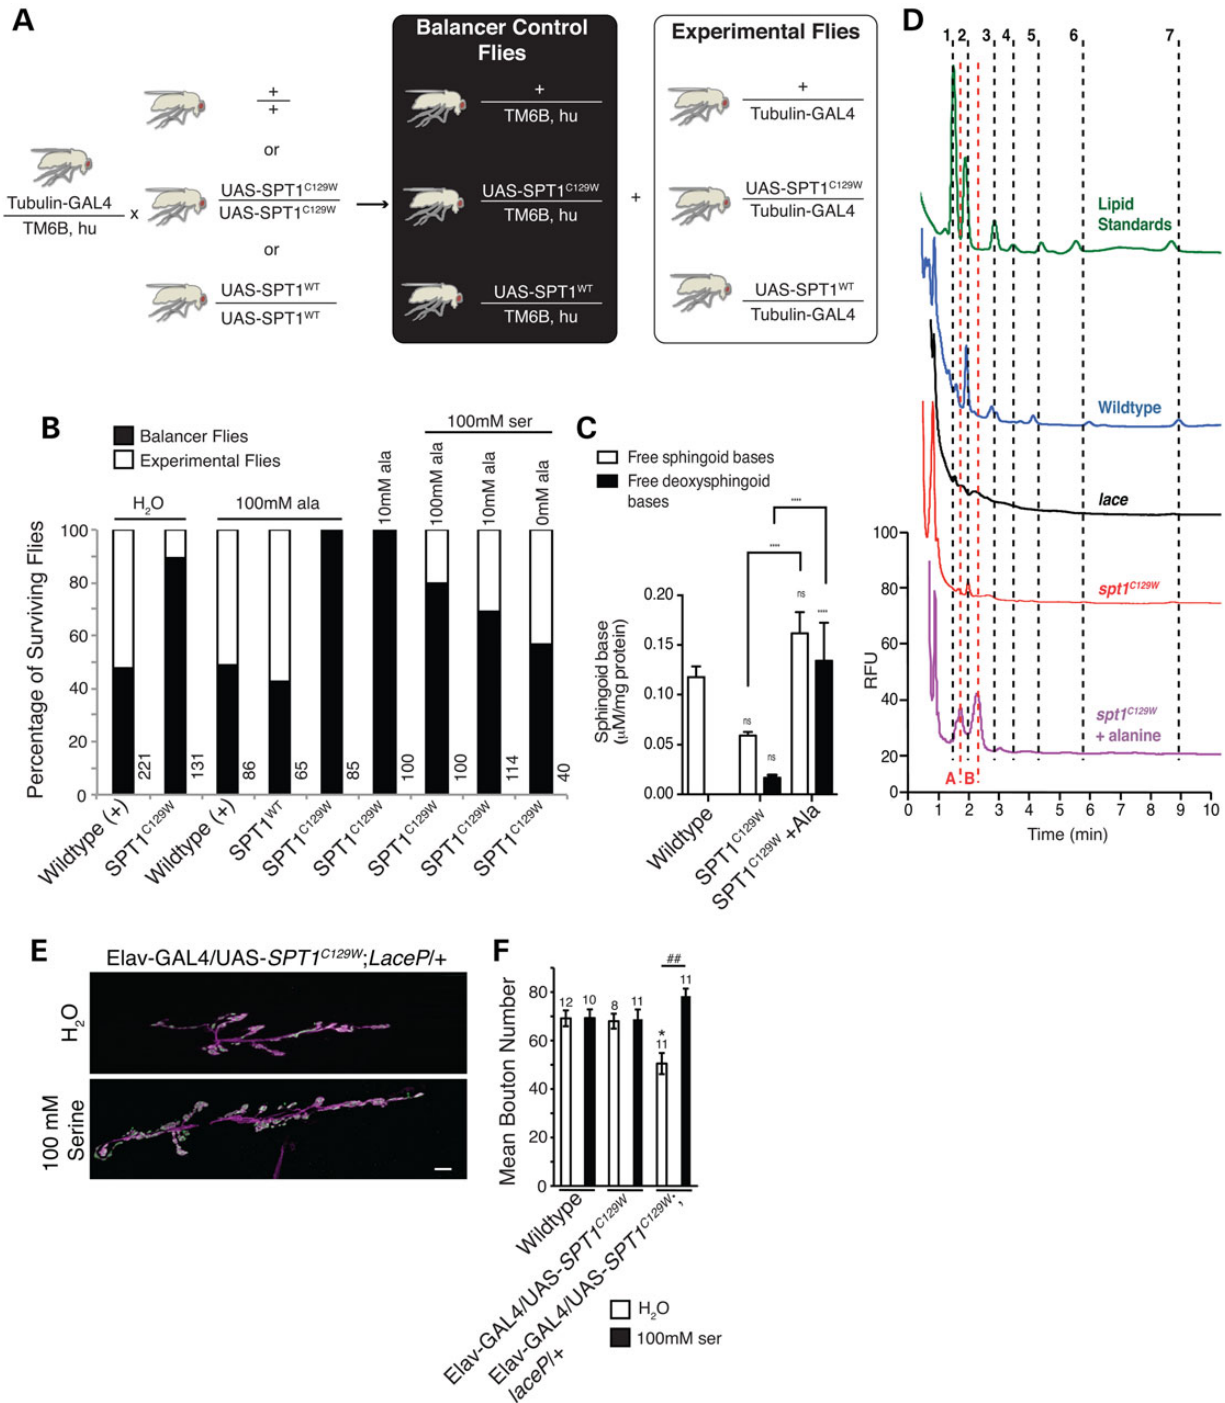 A
Balancer Control
Flies
Experimental Flies
+
+
or
Tubulin-GAL4
TM6B, hu
x
UAS-SPT1C129W
UAS-SPT1C129W
or
UAS-SPT1WT
UAS-SPT1WT
+
TM6B, hu
UAS-SPT1C129W
TM6B, hu
UAS-SPT1WT
TM6B, hu
+
+
Tubulin-GAL4
UAS-SPT1C129W
Tubulin-GAL4
UAS-SPT1WT
Tubulin-GAL4
B
Balancer Flies
Experimental Flies
H2O
100mM ala
10mM ala
100mM ser
100mM ala
10mM ala
0mM ala
Percentage of Surviving Flies
100
80
60
40
20
0
221
131
86
65
85
100
100
114
40
Wildtype (+)
SPT1C129W
Wildtype (+)
SPT1WT
SPT1C129W
SPT1C129W
SPT1C129W
SPT1C129W
SPT1C129W
C
Free sphingoid bases
Free deoxysphingoid
bases
****
****
ns
****
ns
ns
Sphingoid base
(µM/mg protein)
0.20
0.15
0.10
0.05
0.00
Wildtype
SPT1C129W
SPT1C129W +Ala
D
1 2 3 4 5 6 7
Lipid
Standards
Wildtype
lace
spt1C129W
spt1C129W
+ alanine
RFU
100
80
60
40
20
0
A B
0 1 2 3 4 5 6 7 8 9 10
Time (min)
E
Elav-GAL4/UAS-SPT1C129W;LaceP/+
H2O
100 mM
Serine
F
##
12 10 8 11 11 11
*
Mean Bouton Number
80
60
40
20
0
Wildtype
Elav-GAL4/UAS-SPT1C129W
Elav-GAL4/UAS-SPT1C129W;
laceP/+
H2O
100mM ser